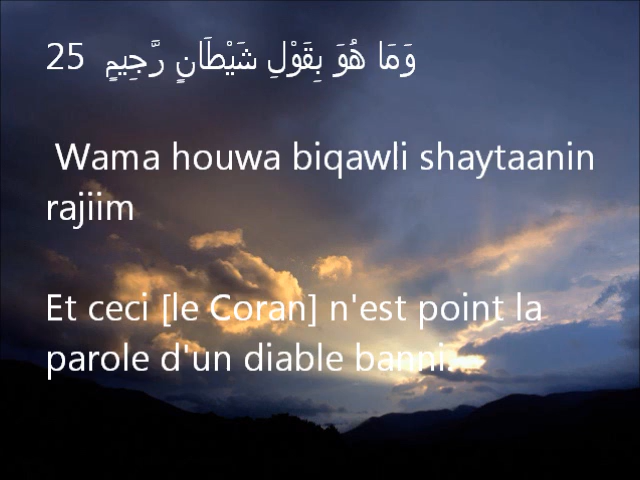 25 وَمَا هُوَ بِقَوْلِ شَيْطَانٍ رَّجِيمٍ
Wama houwa biqawli shaytaanin
rajiim
Et ceci [le Coran] n'est point la
parole d'un diable banni...